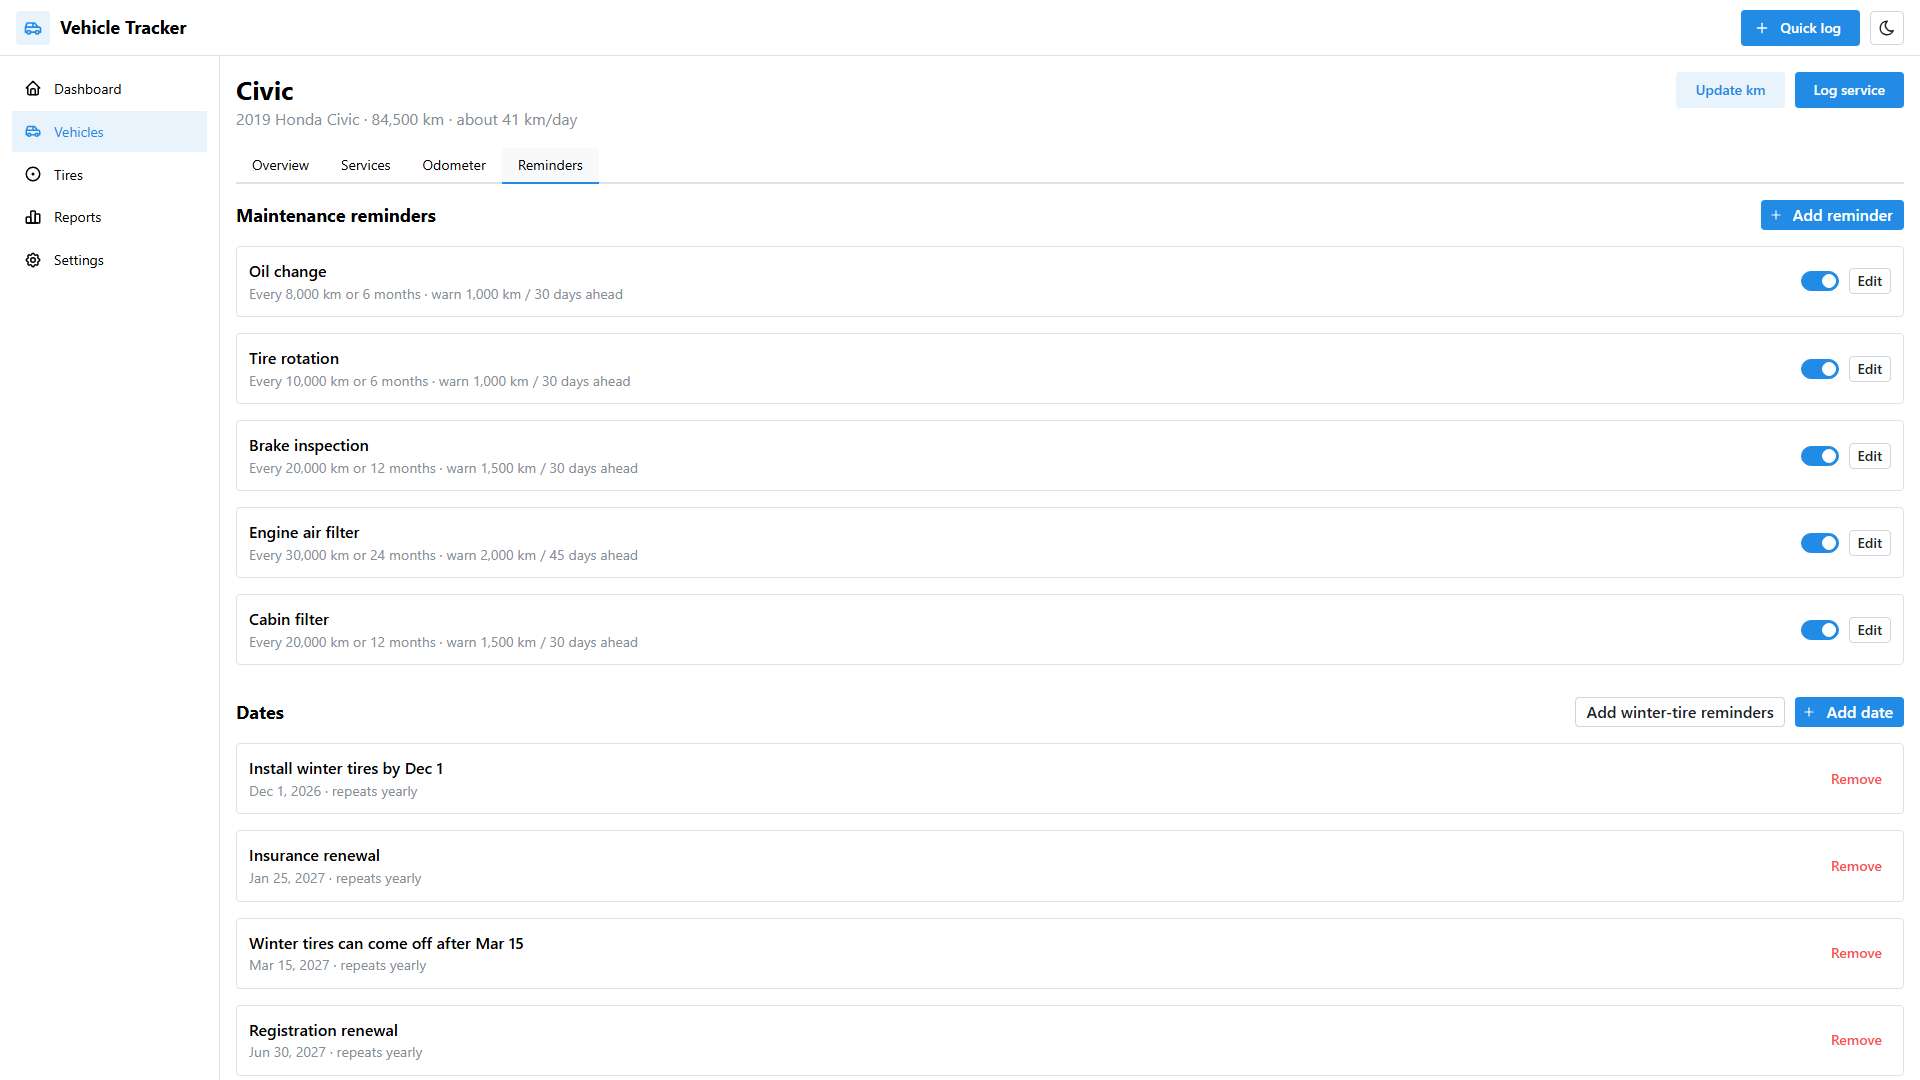 Vehicle Tracker
Quick log
Dashboard
Vehicles
Tires
Reports
Settings
Civic
2019 Honda Civic · 84,500 km · about 41 km/day
Update km
Log service
Overview
Services
Odometer
Reminders
Maintenance reminders
Add reminder
Oil change
Every 8,000 km or 6 months · warn 1,000 km / 30 days ahead
Edit
Tire rotation
Every 10,000 km or 6 months · warn 1,000 km / 30 days ahead
Edit
Brake inspection
Every 20,000 km or 12 months · warn 1,500 km / 30 days ahead
Edit
Engine air filter
Every 30,000 km or 24 months · warn 2,000 km / 45 days ahead
Edit
Cabin filter
Every 20,000 km or 12 months · warn 1,500 km / 30 days ahead
Edit
Dates
Add winter-tire reminders
Add date
Install winter tires by Dec 1
Dec 1, 2026 · repeats yearly
Remove
Insurance renewal
Jan 25, 2027 · repeats yearly
Remove
Winter tires can come off after Mar 15
Mar 15, 2027 · repeats yearly
Remove
Registration renewal
Jun 30, 2027 · repeats yearly
Remove